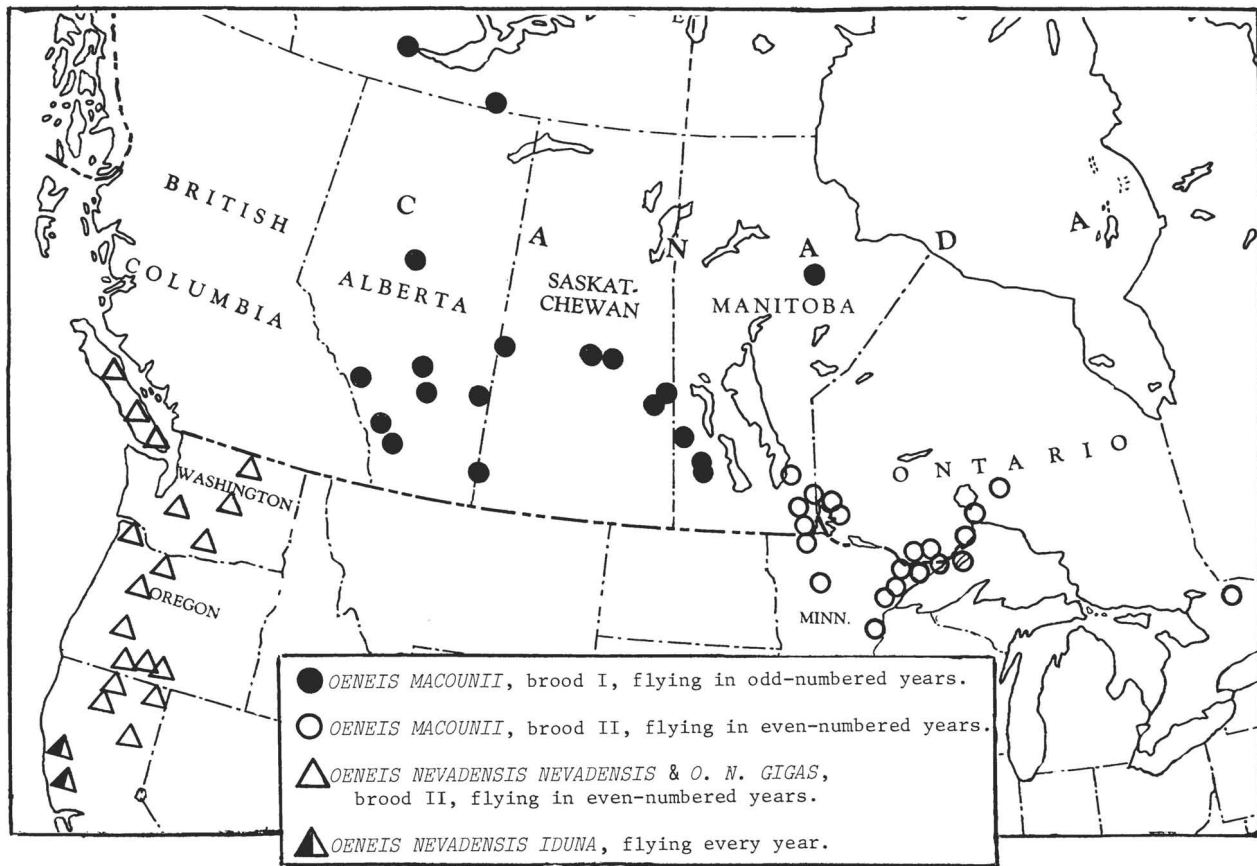 E
BRITISH
COLUMBIA
C
A
N
A
D
A
ALBERTA
SASKAT-
CHEWAN
MANITOBA
ONTARIO
WASHINGTON
OREGON
MINN.
OENEIS MACOUNII, brood I, flying in odd-numbered years.
OENEIS MACOUNII, brood II, flying in even-numbered years.
OENEIS NEVADENSIS NEVADENSIS & O. N. GIGAS,
brood II, flying in even-numbered years.
OENEIS NEVADENSIS IDUNA, flying every year.